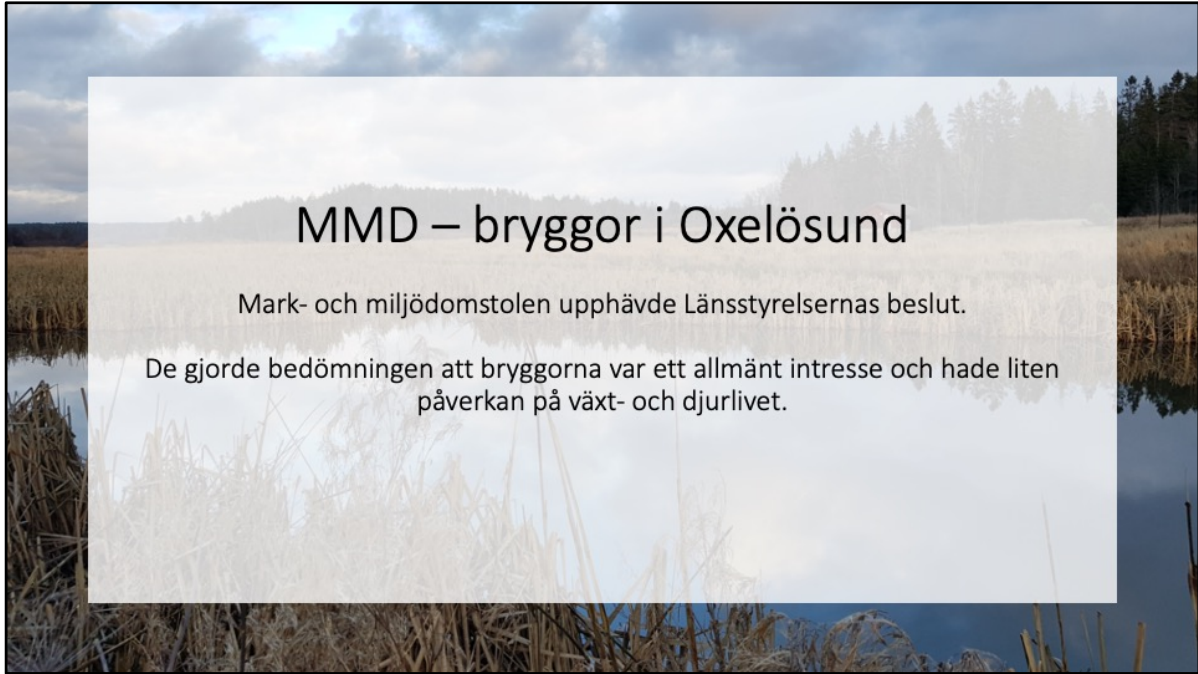 MMD – bryggor i Oxelösund
Mark- och miljödomstolen upphävde Länsstyrelsernas beslut.
De gjorde bedömningen att bryggorna var ett allmänt intresse och hade liten
påverkan på växt- och djurlivet.